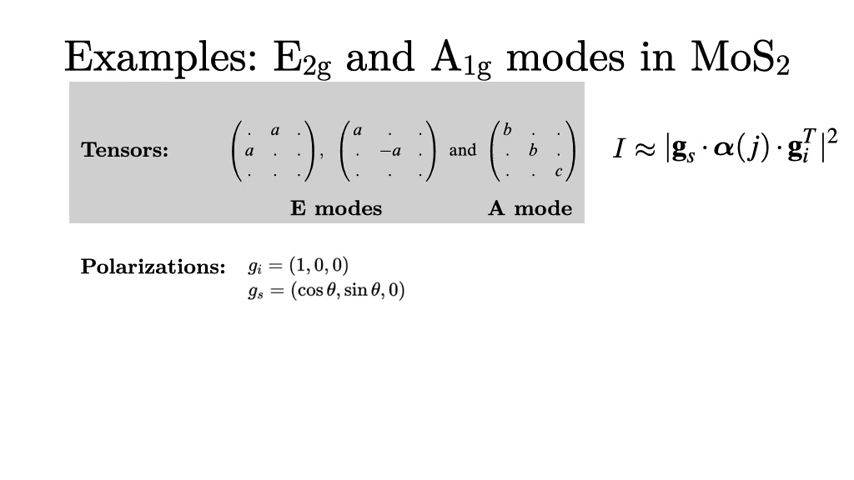 Examples: E₂g and A₁g modes in MoS₂
Tensors: ( . a . ; a . . ; . . . ), ( a . . ; . −a . ; . . . ) and ( b . . ; . b . ; . . c ) I ≈ |𝐠ₛ · 𝜶(j) · 𝐠ᵢᵀ|²
E modes A mode
Polarizations: gᵢ = (1, 0, 0)
gₛ = (cos θ, sin θ, 0)